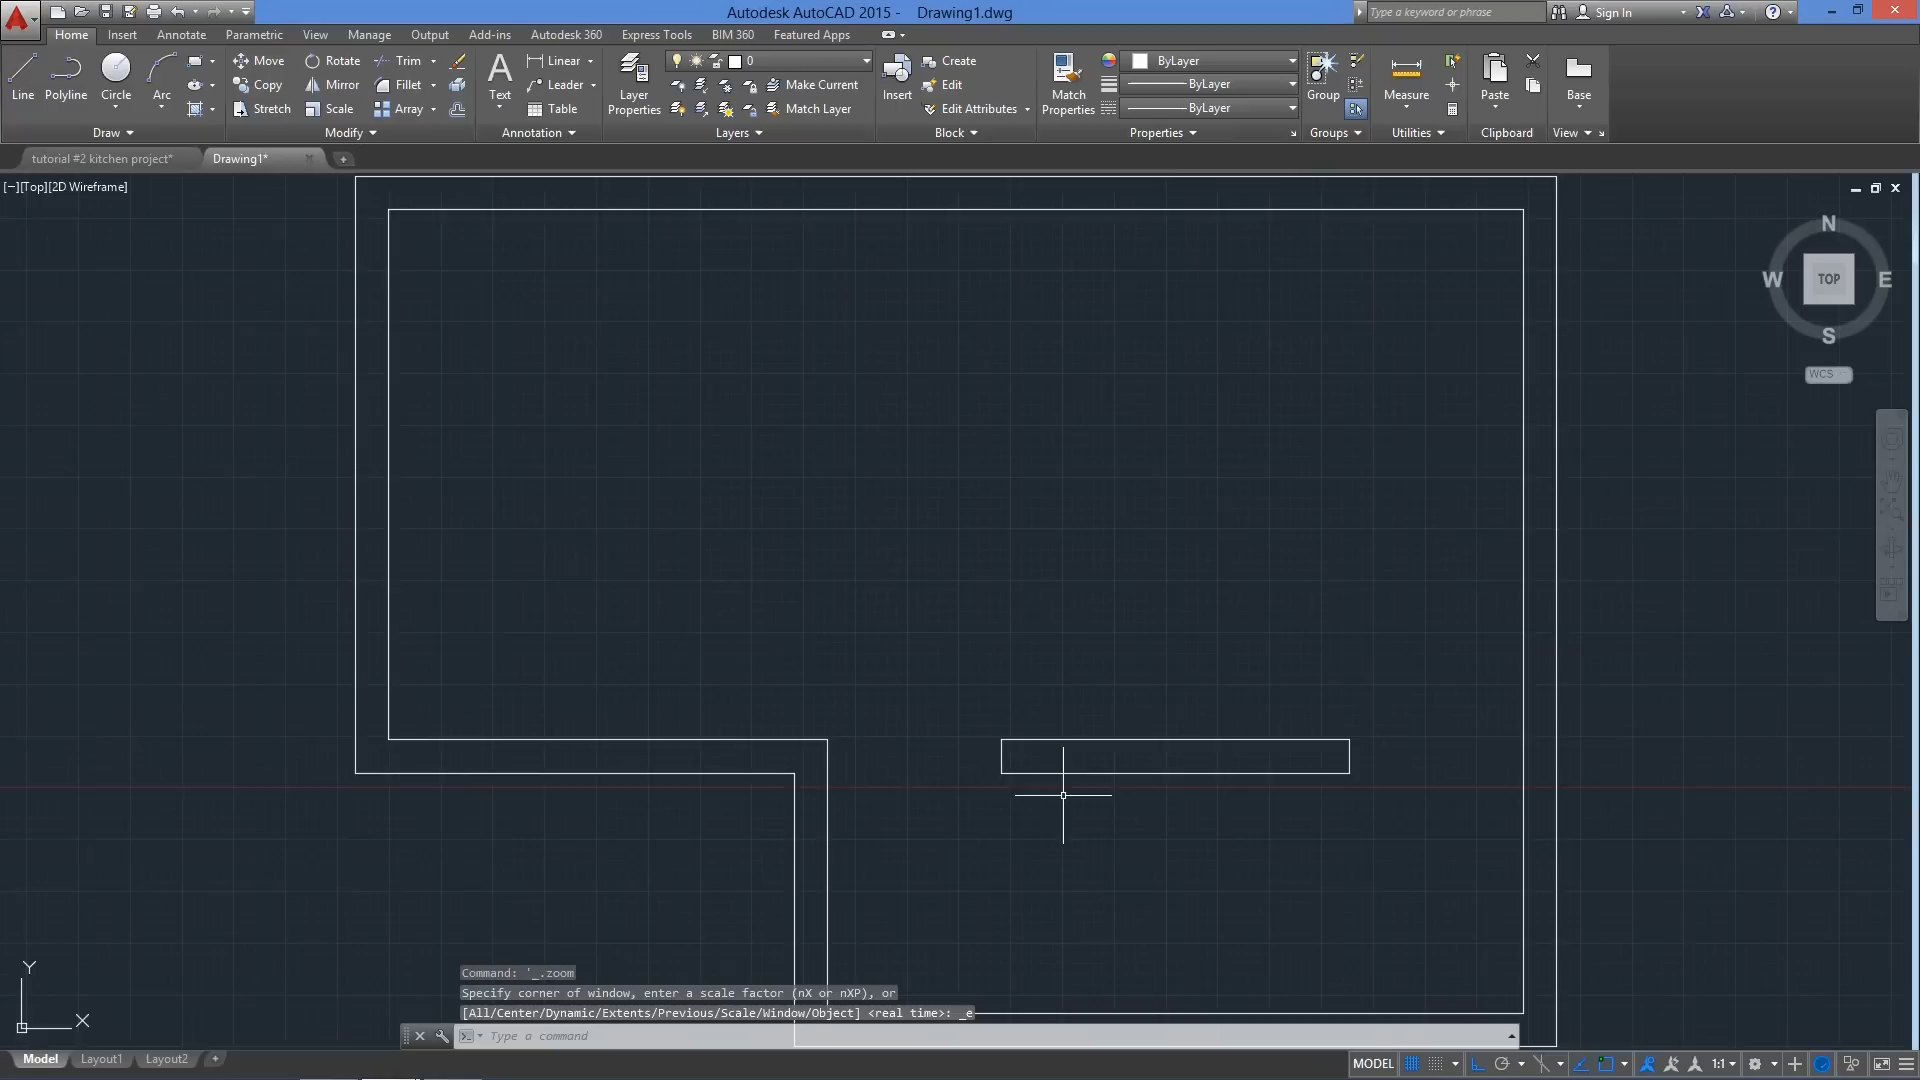 Autodesk AutoCAD 2015 - Drawing1.dwg
Type a keyword or phrase
Sign In
Home Insert Annotate Parametric View Manage Output Add-ins Autodesk 360 Express Tools BIM 360 Featured Apps
Line Polyline Circle Arc
Draw
Move Rotate Trim
Copy Mirror Fillet
Stretch Scale Array
Modify
Text
Linear
Leader
Table
Annotation
Layer Properties
0
Make Current
Match Layer
Layers
Insert
Create
Edit
Edit Attributes
Block
Match Properties
ByLayer
ByLayer
ByLayer
Properties
Group
Groups
Measure
Utilities
Paste
Clipboard
Base
View
tutorial #2 kitchen project* Drawing1*
[−][Top][2D Wireframe]
N
W TOP E
S
WCS
Y
X
Command: '_.zoom
Specify corner of window, enter a scale factor (nX or nXP), or
[All/Center/Dynamic/Extents/Previous/Scale/Window/Object] <real time>: _e
Type a command
Model Layout1 Layout2 +
MODEL 1:1